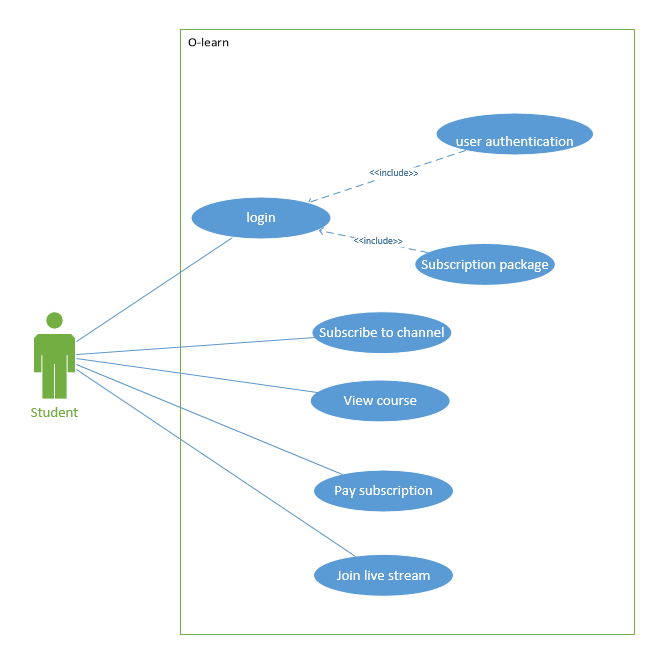 O-learn
user authentication
<<include>>
login
<<include>>
Subscription package
Subscribe to channel
View course
Student
Pay subscription
Join live stream